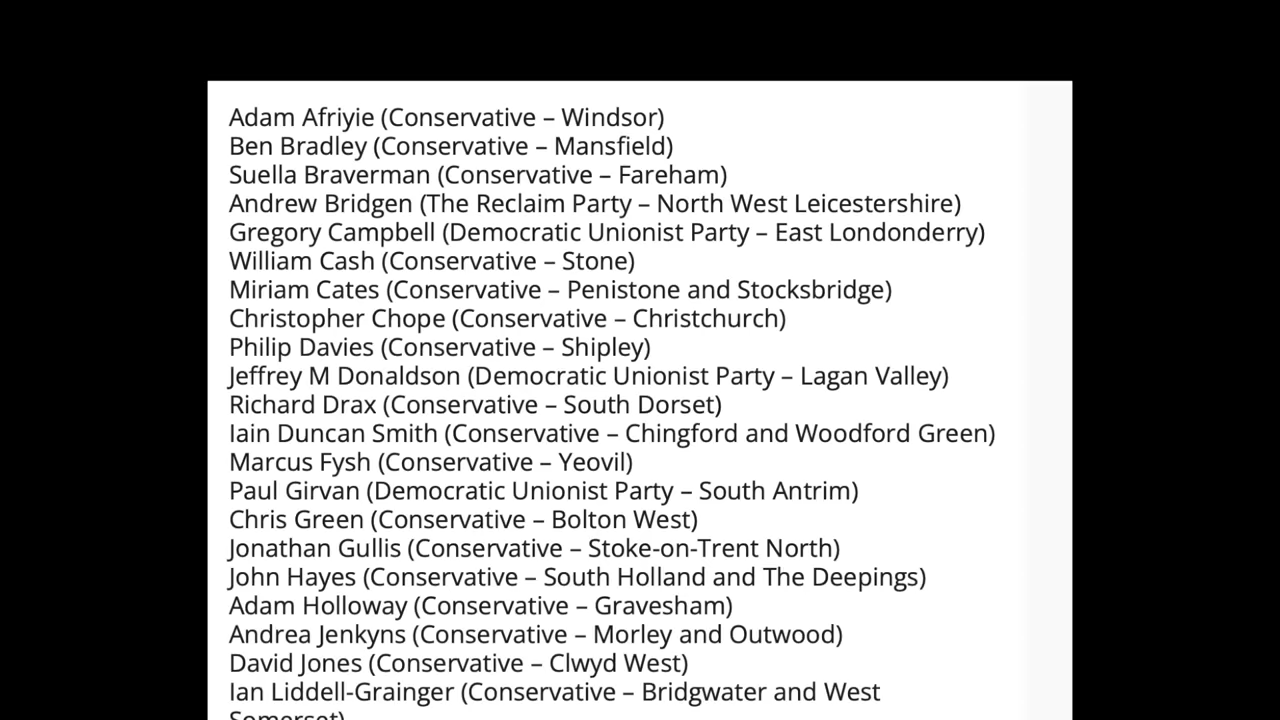 Adam Afriyie (Conservative – Windsor)
Ben Bradley (Conservative – Mansfield)
Suella Braverman (Conservative – Fareham)
Andrew Bridgen (The Reclaim Party – North West Leicestershire)
Gregory Campbell (Democratic Unionist Party – East Londonderry)
William Cash (Conservative – Stone)
Miriam Cates (Conservative – Penistone and Stocksbridge)
Christopher Chope (Conservative – Christchurch)
Philip Davies (Conservative – Shipley)
Jeffrey M Donaldson (Democratic Unionist Party – Lagan Valley)
Richard Drax (Conservative – South Dorset)
Iain Duncan Smith (Conservative – Chingford and Woodford Green)
Marcus Fysh (Conservative – Yeovil)
Paul Girvan (Democratic Unionist Party – South Antrim)
Chris Green (Conservative – Bolton West)
Jonathan Gullis (Conservative – Stoke-on-Trent North)
John Hayes (Conservative – South Holland and The Deepings)
Adam Holloway (Conservative – Gravesham)
Andrea Jenkyns (Conservative – Morley and Outwood)
David Jones (Conservative – Clwyd West)
Ian Liddell-Grainger (Conservative – Bridgwater and West
Somerset)